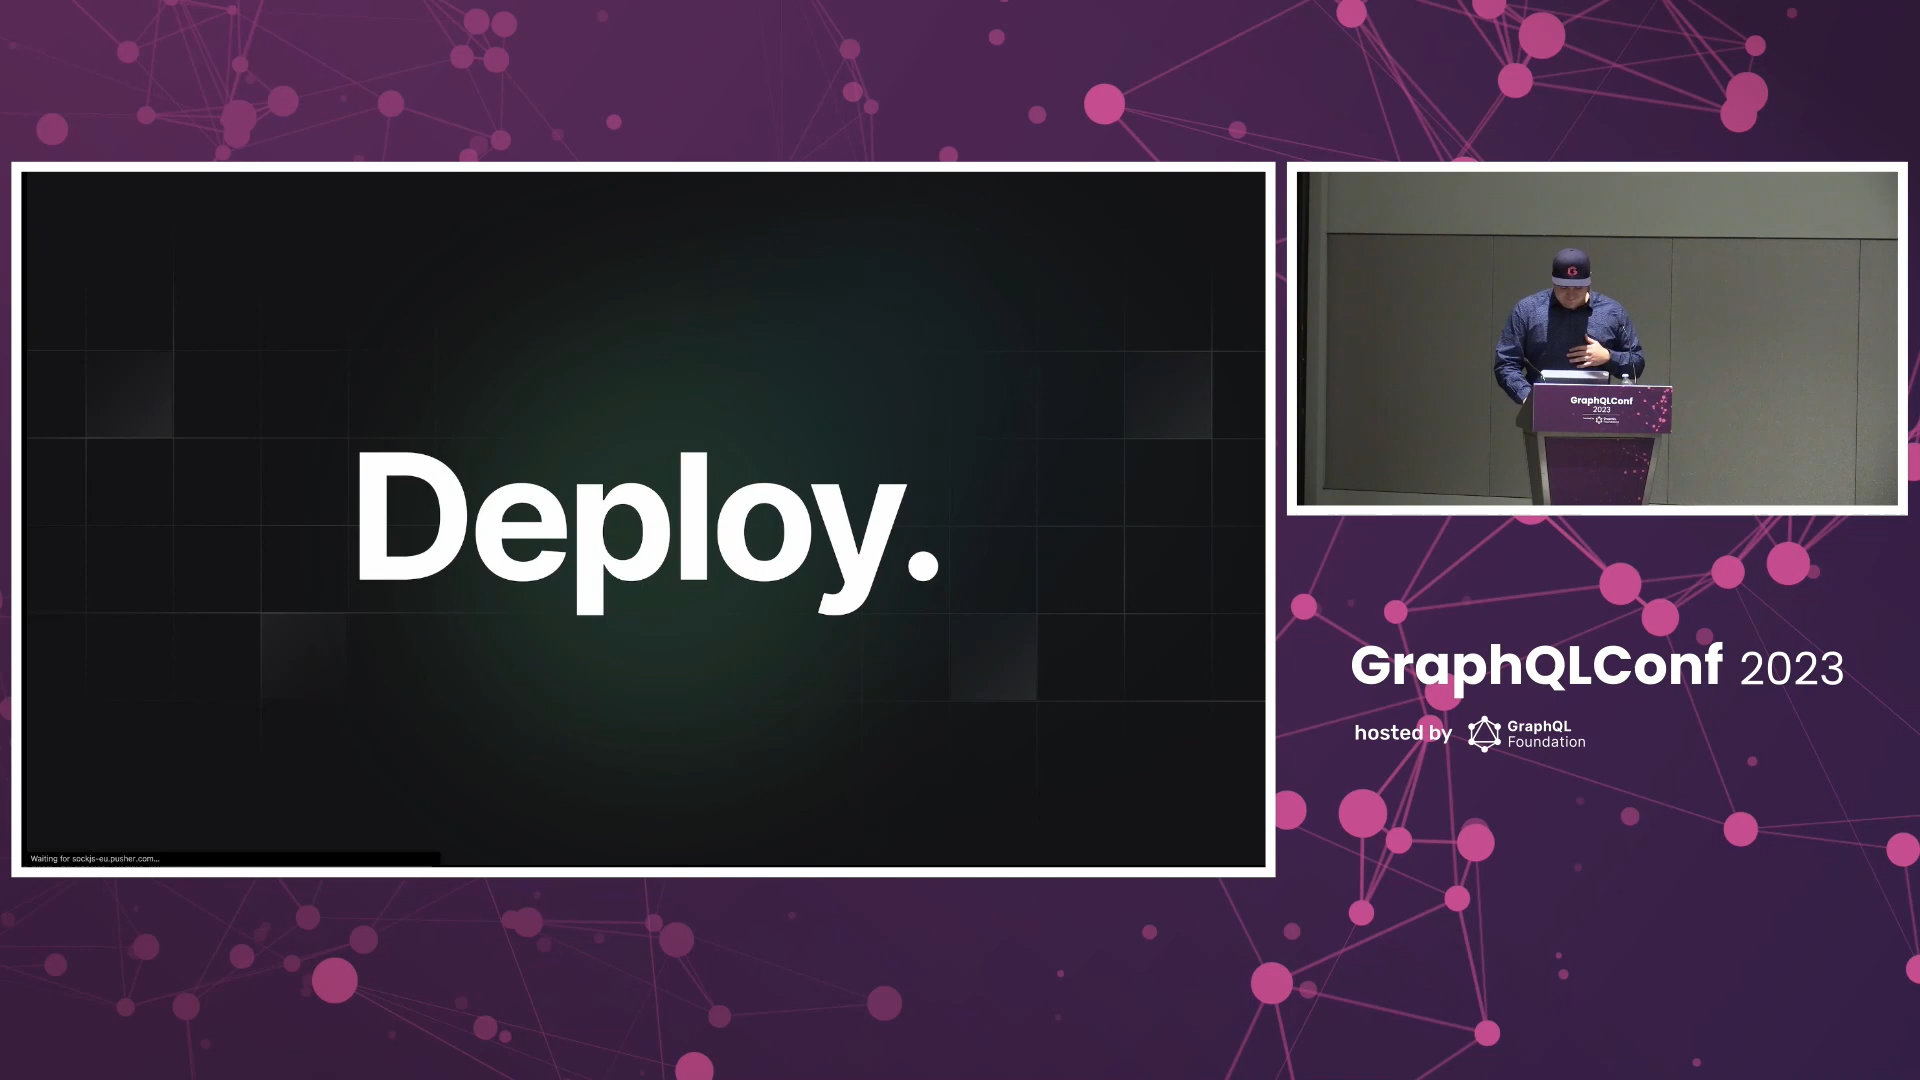 Deploy.
Waiting for sockjs-eu.pusher.com...
G
GraphQLConf
2023
GraphQLConf 2023
hosted by GraphQL
Foundation